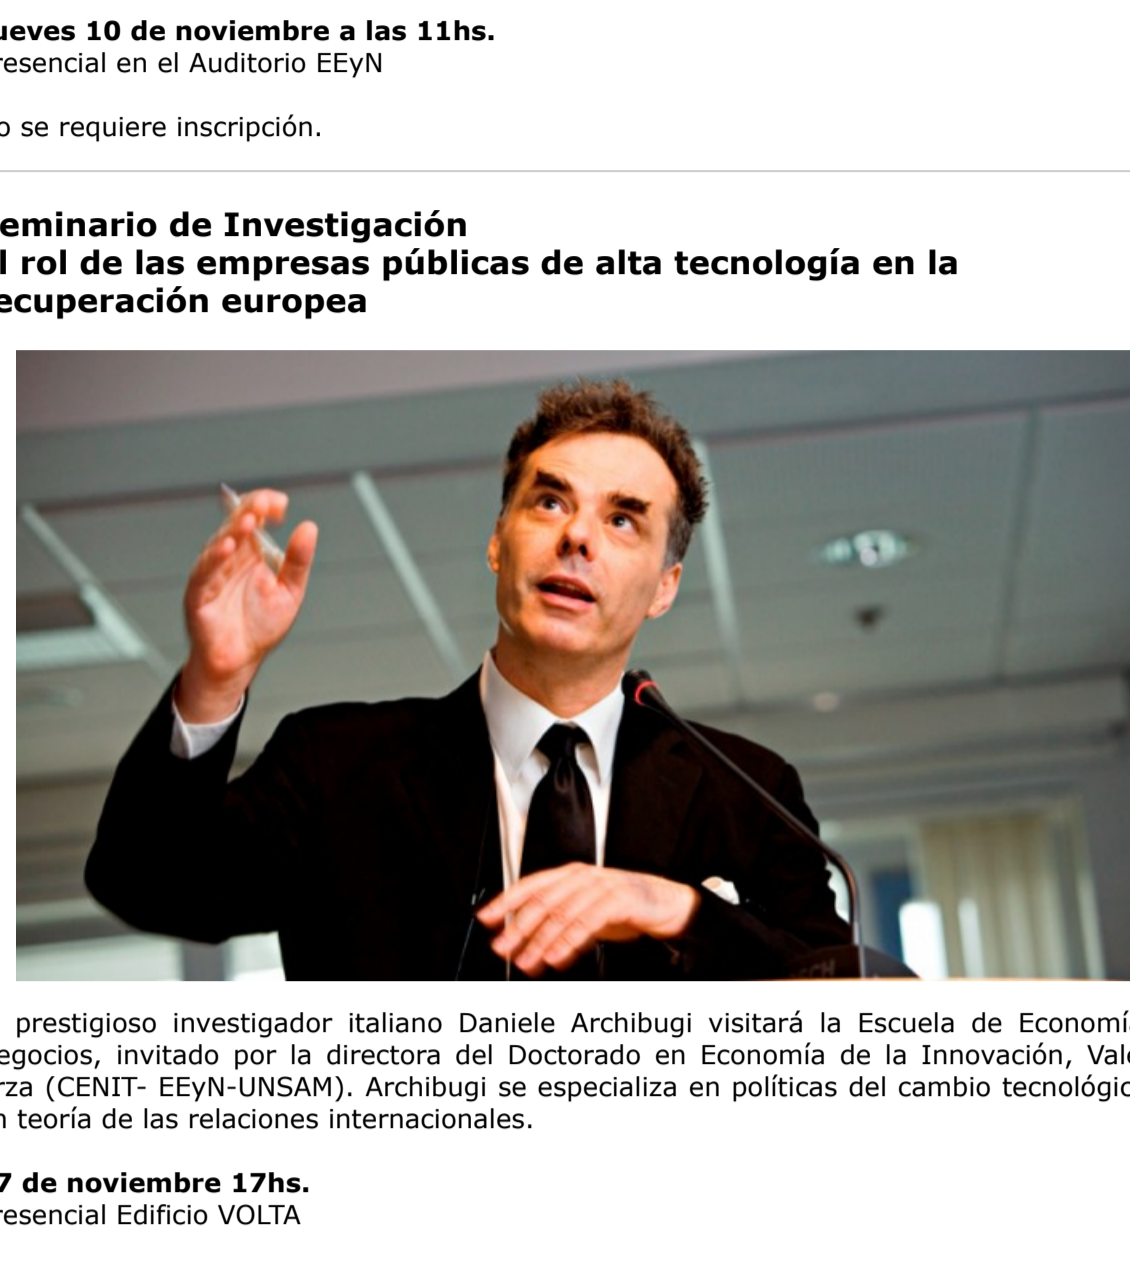 ueves 10 de noviembre a las 11hs.
resencial en el Auditorio EEyN
o se requiere inscripción.
eminario de Investigación
l rol de las empresas públicas de alta tecnología en la
ecuperación europea
prestigioso investigador italiano Daniele Archibugi visitará la Escuela de Economía
egocios, invitado por la directora del Doctorado en Economía de la Innovación, Vale
rza (CENIT- EEyN-UNSAM). Archibugi se especializa en políticas del cambio tecnológic
n teoría de las relaciones internacionales.
7 de noviembre 17hs.
resencial Edificio VOLTA